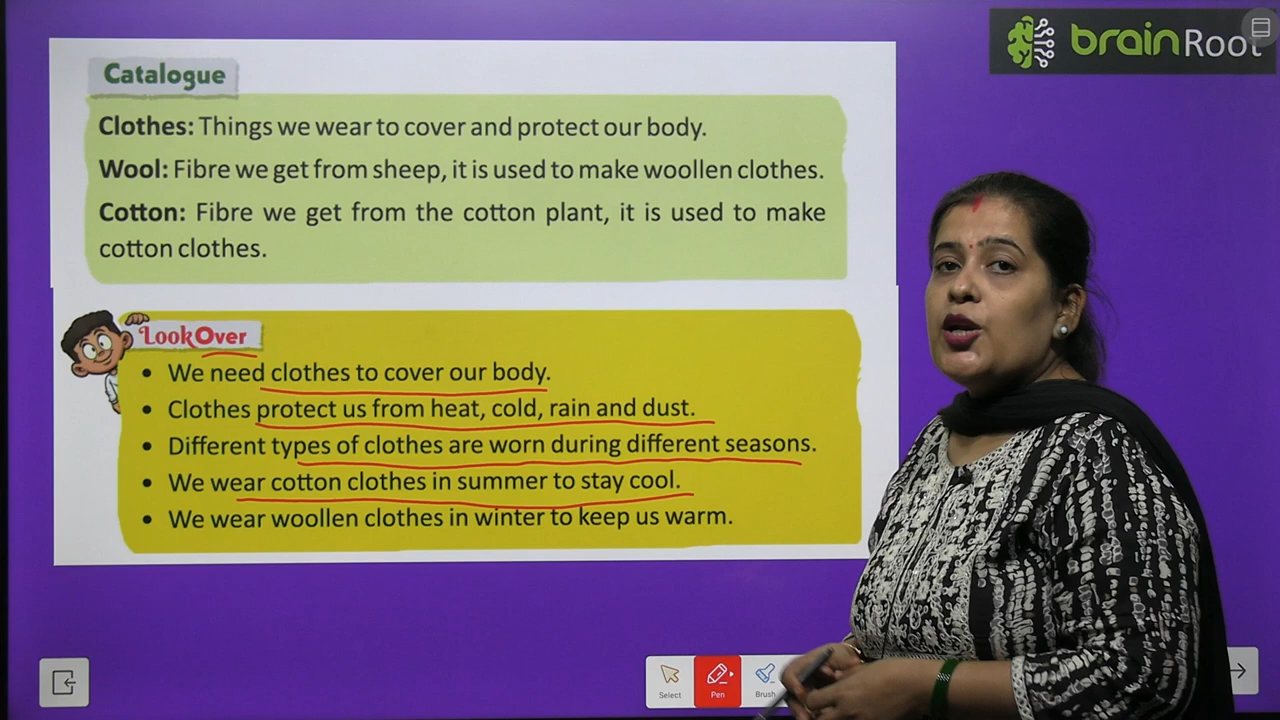 brainRoot
Catalogue
Clothes: Things we wear to cover and protect our body.
Wool: Fibre we get from sheep, it is used to make woollen clothes.
Cotton: Fibre we get from the cotton plant, it is used to make
cotton clothes.
LookOver
• We need clothes to cover our body.
• Clothes protect us from heat, cold, rain and dust.
• Different types of clothes are worn during different seasons.
• We wear cotton clothes in summer to stay cool.
• We wear woollen clothes in winter to keep us warm.
Select
Pen
Brush